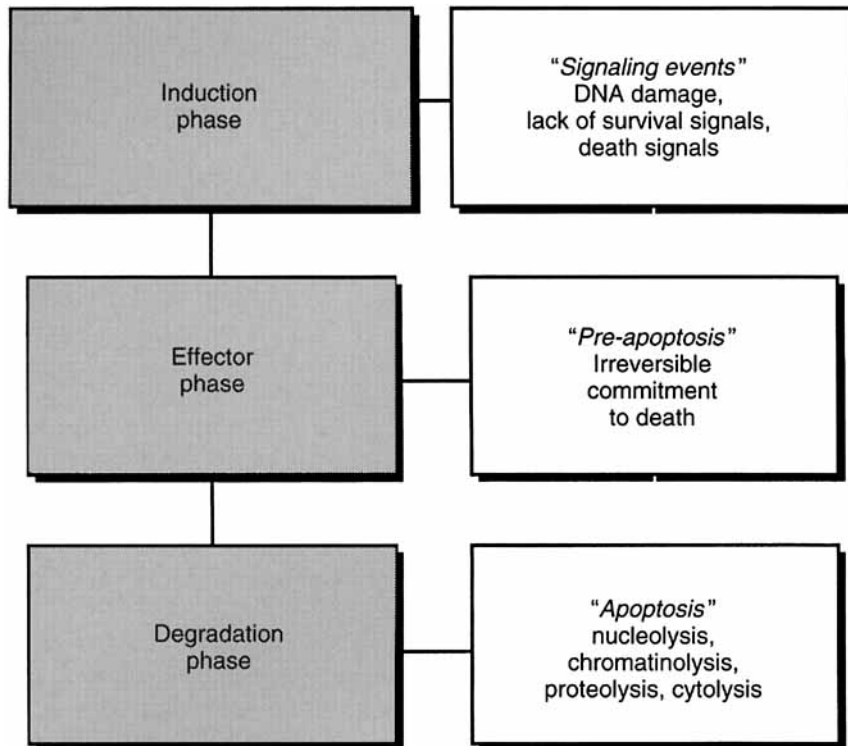 Induction
phase
“Signaling events”
DNA damage,
lack of survival signals,
death signals
Effector
phase
“Pre-apoptosis”
Irreversible
commitment
to death
Degradation
phase
“Apoptosis”
nucleolysis,
chromatinolysis,
proteolysis, cytolysis